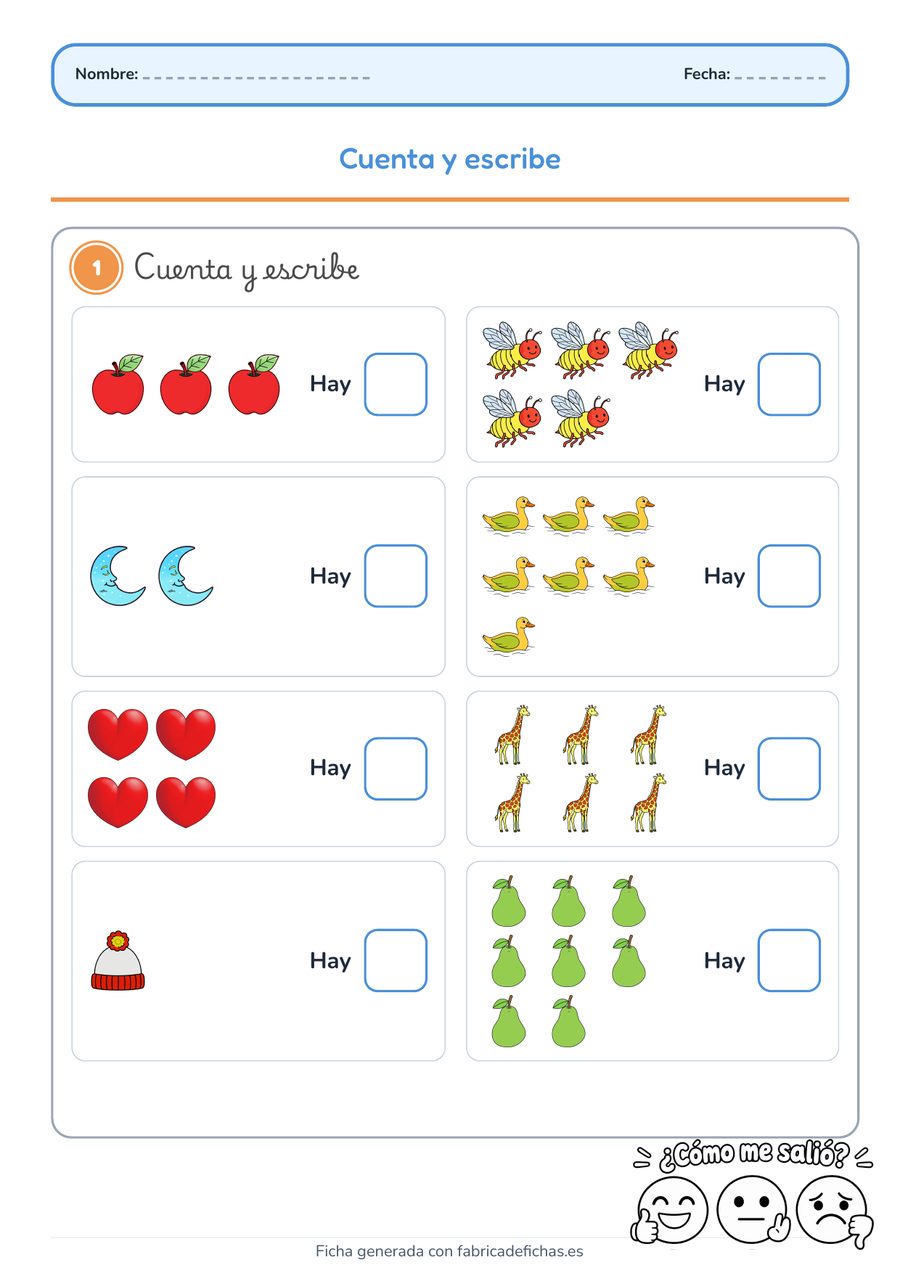 Nombre: Fecha:
Cuenta y escribe
1 Cuenta y escribe
Hay Hay
Hay Hay
Hay Hay
Hay Hay
¿Cómo me salió?
Ficha generada con fabricadefichas.es